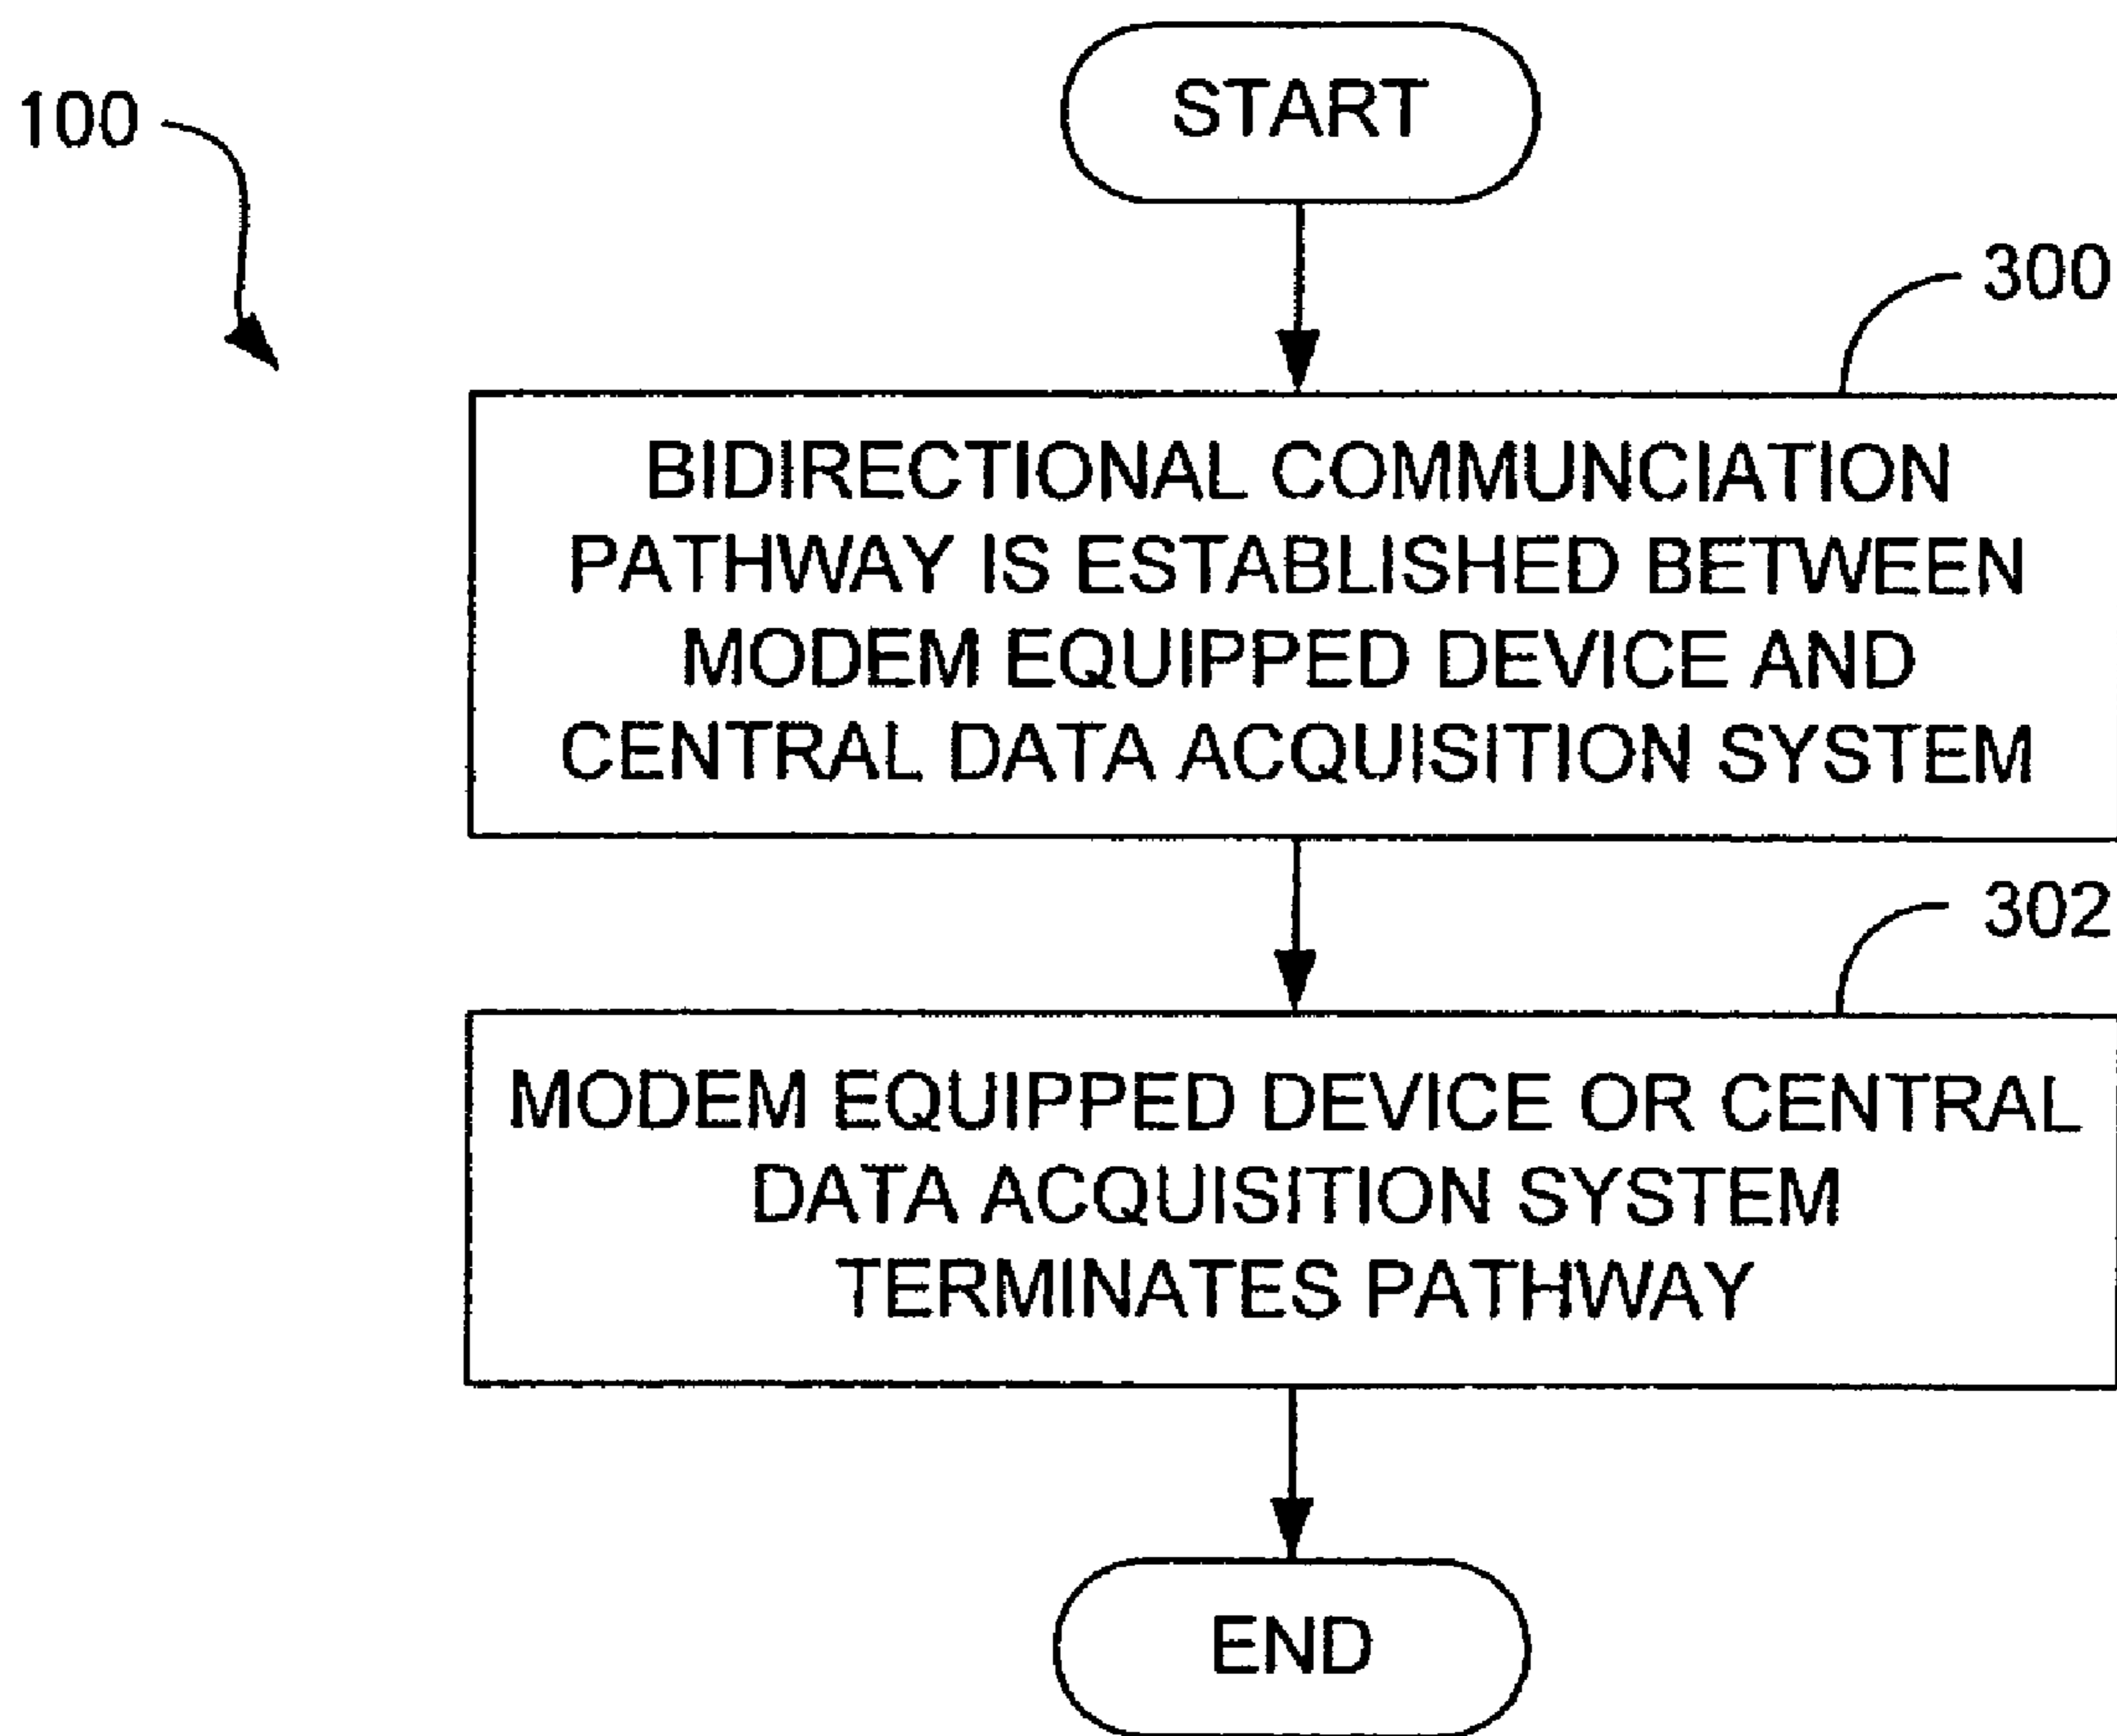 100
START
300
BIDIRECTIONAL COMMUNCIATION
PATHWAY IS ESTABLISHED BETWEEN
MODEM EQUIPPED DEVICE AND
CENTRAL DATA ACQUISITION SYSTEM
302
MODEM EQUIPPED DEVICE OR CENTRAL
DATA ACQUISITION SYSTEM
TERMINATES PATHWAY
END